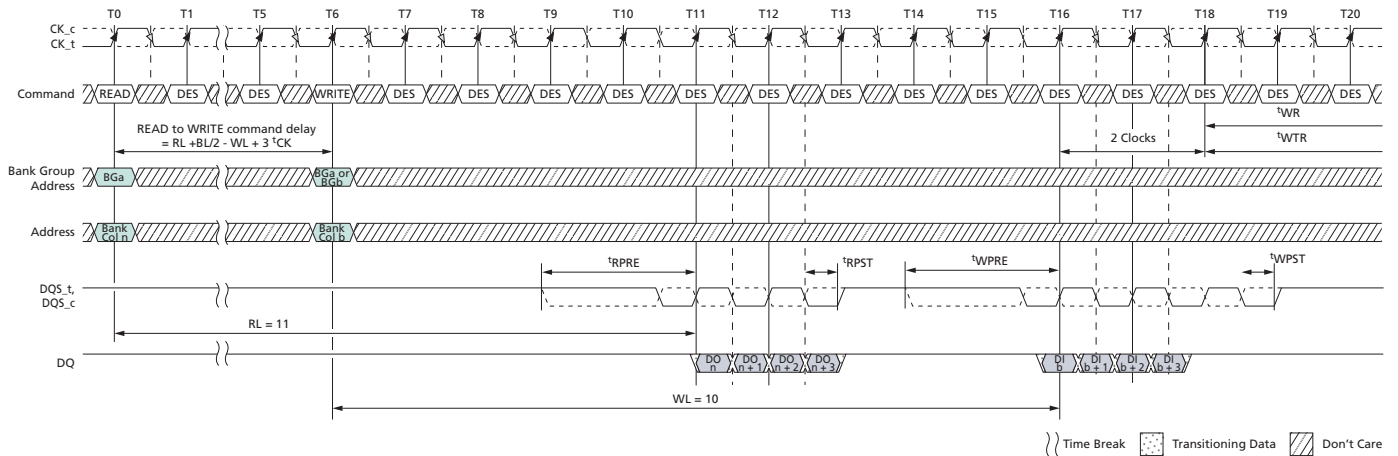 T0 T1 T5 T6 T7 T8 T9 T10 T11 T12 T13 T14 T15 T16 T17 T18 T19 T20
CK_c
CK_t
Command READ DES DES WRITE DES DES DES DES DES DES DES DES DES DES DES DES DES DES
tWR
READ to WRITE command delay
= RL +BL/2 - WL + 3 tCK
2 Clocks
tWTR
Bank Group
Address
BGa
BGa or
BGb
Address
Bank
Col n
Bank
Col b
tRPRE tRPST tWPRE tWPST
DQS_t,
DQS_c
RL = 11
DQ
DO
n
DO
n + 1
DO
n + 2
DO
n + 3
DI
b
DI
b + 1
DI
b + 2
DI
b + 3
WL = 10
Time Break Transitioning Data Don't Care